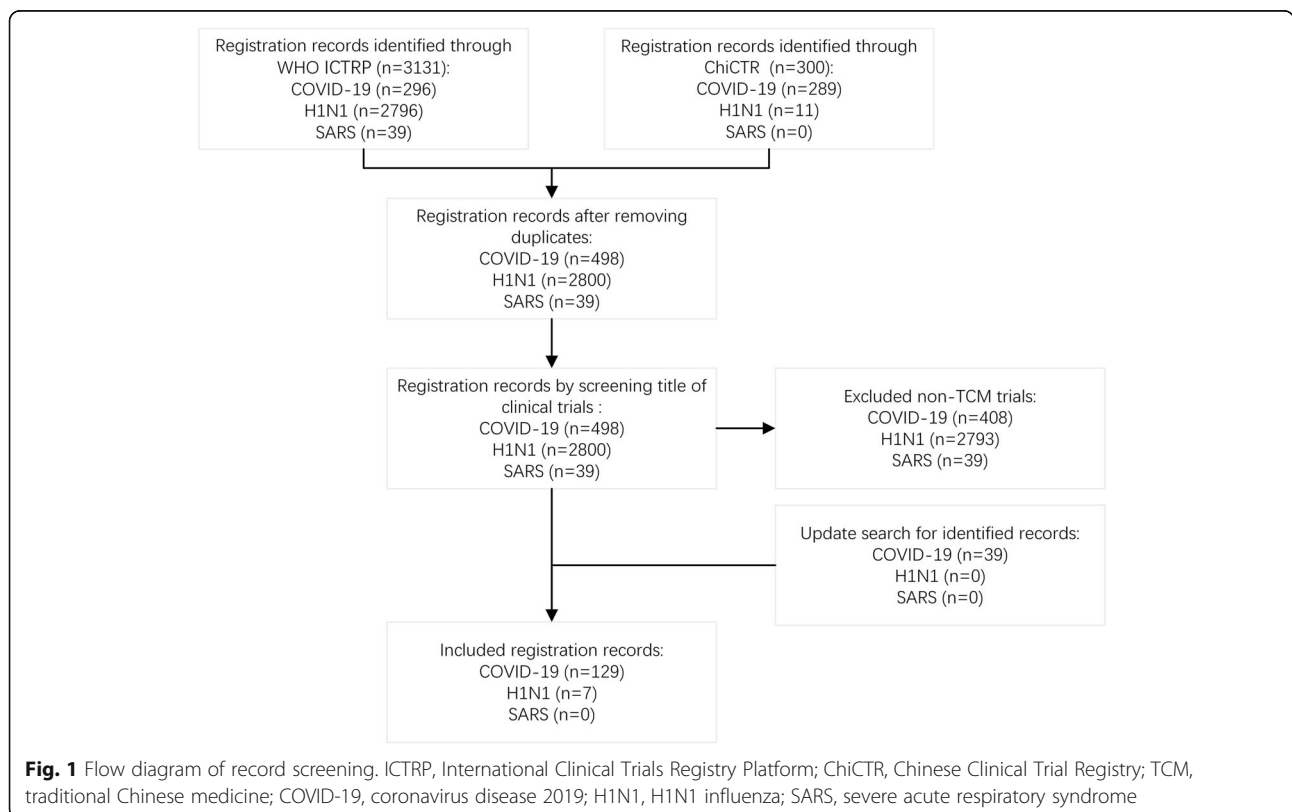 Registration records identified through
WHO ICTRP (n=3131):
COVID-19 (n=296)
H1N1 (n=2796)
SARS (n=39)
Registration records identified through
ChiCTR (n=300):
COVID-19 (n=289)
H1N1 (n=11)
SARS (n=0)
Registration records after removing
duplicates:
COVID-19 (n=498)
H1N1 (n=2800)
SARS (n=39)
Registration records by screening title of
clinical trials :
COVID-19 (n=498)
H1N1 (n=2800)
SARS (n=39)
Excluded non-TCM trials:
COVID-19 (n=408)
H1N1 (n=2793)
SARS (n=39)
Update search for identified records:
COVID-19 (n=39)
H1N1 (n=0)
SARS (n=0)
Included registration records:
COVID-19 (n=129)
H1N1 (n=7)
SARS (n=0)
Fig. 1 Flow diagram of record screening. ICTRP, International Clinical Trials Registry Platform; ChiCTR, Chinese Clinical Trial Registry; TCM,
traditional Chinese medicine; COVID-19, coronavirus disease 2019; H1N1, H1N1 influenza; SARS, severe acute respiratory syndrome